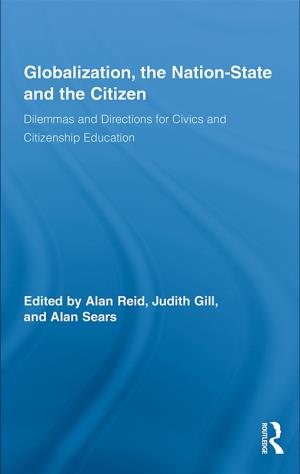 Globalization, the Nation-State
and the Citizen
Dilemmas and Directions for Civics and
Citizenship Education
Edited by Alan Reid, Judith Gill,
and Alan Sears
ROUTLEDGE